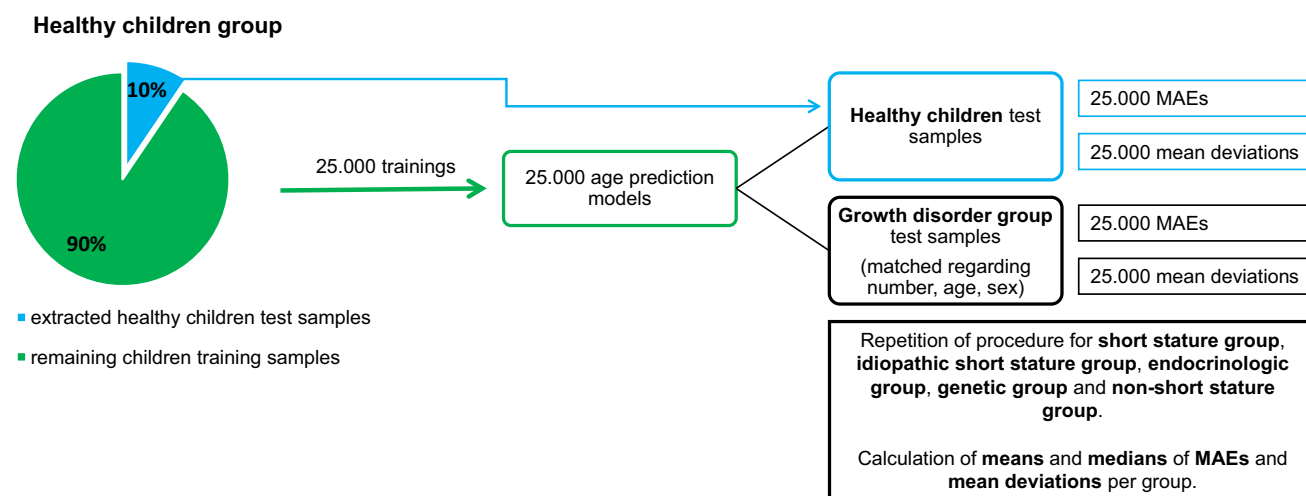 Healthy children group
10%
90%
extracted healthy children test samples
remaining children training samples
25.000 trainings
25.000 age prediction
models
Healthy children test
samples
25.000 MAEs
25.000 mean deviations
Growth disorder group
test samples
(matched regarding
number, age, sex)
25.000 MAEs
25.000 mean deviations
Repetition of procedure for short stature group,
idiopathic short stature group, endocrinologic
group, genetic group and non-short stature
group.
Calculation of means and medians of MAEs and
mean deviations per group.